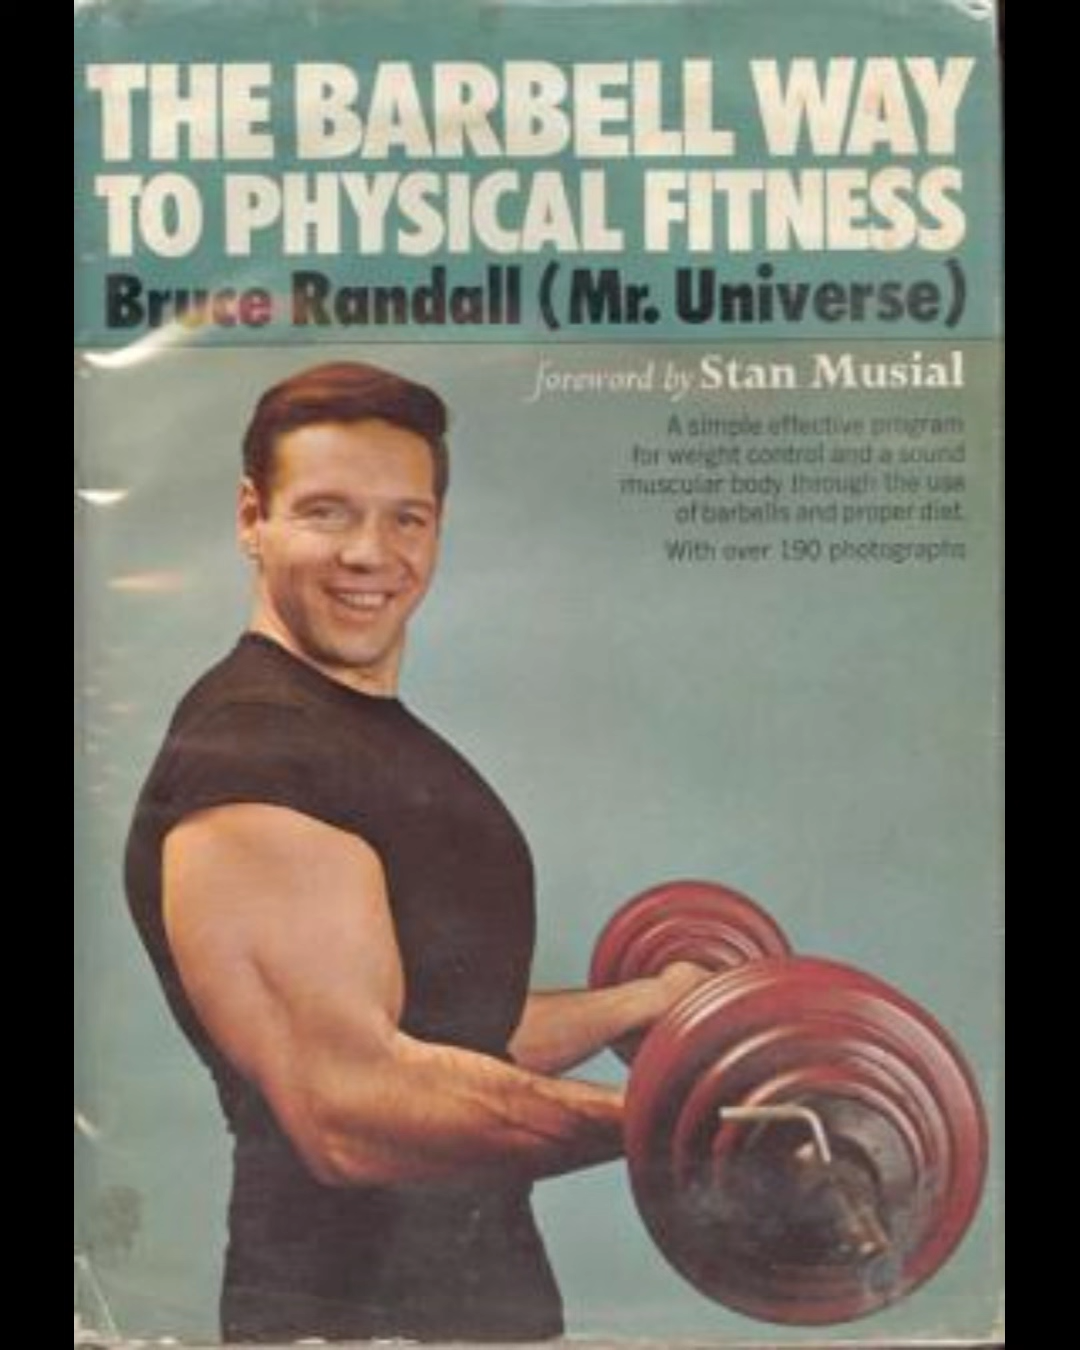 THE BARBELL WAY
TO PHYSICAL FITNESS
Bruce Randall (Mr. Universe)
foreword by Stan Musial
A simple effective program
for weight control and a sound
muscular body through the use
of barbells and proper diet.
With over 190 photographs